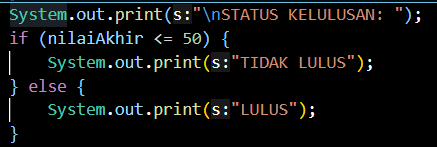 System.out.print(s:"\nSTATUS KELULUSAN: ");
if (nilaiAkhir <= 50) {
    System.out.print(s:"TIDAK LULUS");
} else {
    System.out.print(s:"LULUS");
}